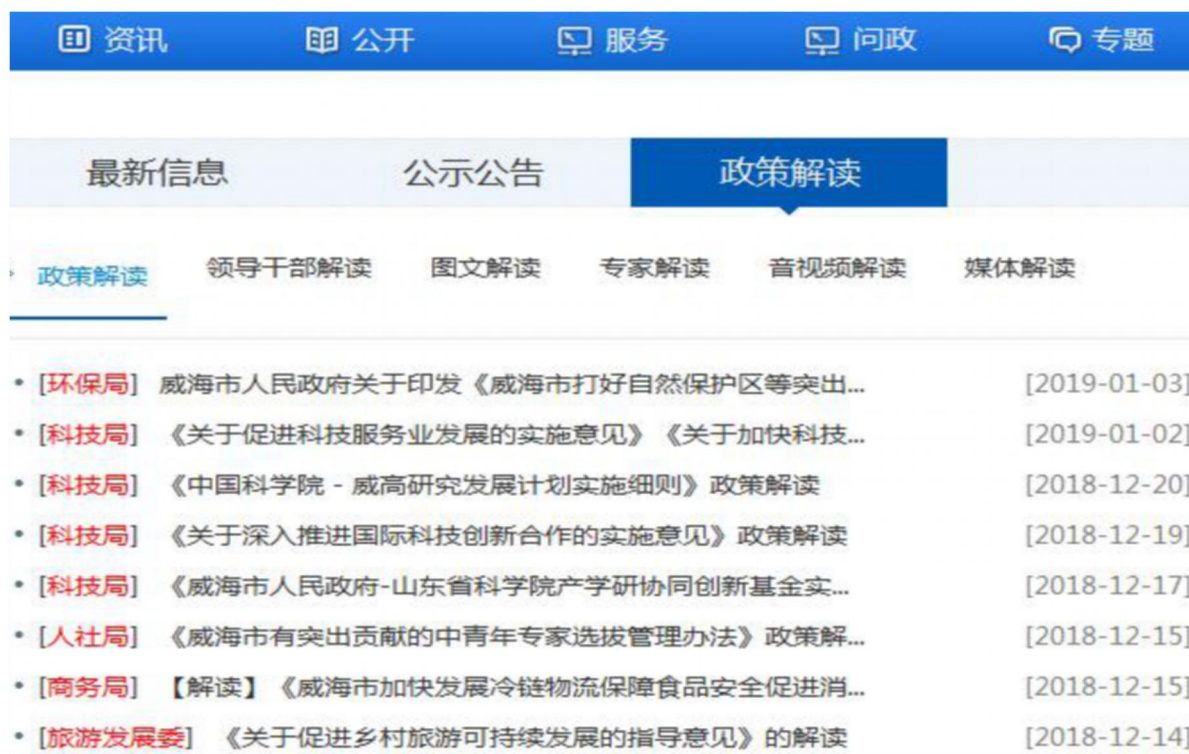 资讯 公开 服务 问政 专题
最新信息 公示公告 政策解读
政策解读 领导干部解读 图文解读 专家解读 音视频解读 媒体解读
• [环保局] 威海市人民政府关于印发《威海市打好自然保护区等突出... [2019-01-03]
• [科技局] 《关于促进科技服务业发展的实施意见》《关于加快科技... [2019-01-02]
• [科技局] 《中国科学院 - 威高研究发展计划实施细则》政策解读 [2018-12-20]
• [科技局] 《关于深入推进国际科技创新合作的实施意见》政策解读 [2018-12-19]
• [科技局] 《威海市人民政府-山东省科学院产学研协同创新基金实... [2018-12-17]
• [人社局] 《威海市有突出贡献的中青年专家选拔管理办法》政策解... [2018-12-15]
• [商务局] 【解读】《威海市加快发展冷链物流保障食品安全促进消... [2018-12-15]
• [旅游发展委] 《关于促进乡村旅游可持续发展的指导意见》的解读 [2018-12-14]